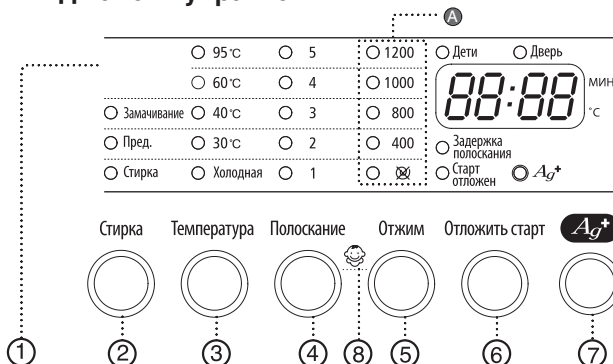 A
95 °C 5 1200 Дети Дверь
60 °C 4 1000 88:88 МИН
Замачивание 40 °C 3 800 °C
Пред. 30 °C 2 400 Задержка полоскания
Стирка Холодная 1 Старт отложен Ag+
Стирка Температура Полоскание Отжим Отложить старт Ag+
1 2 3 4 8 5 6 7